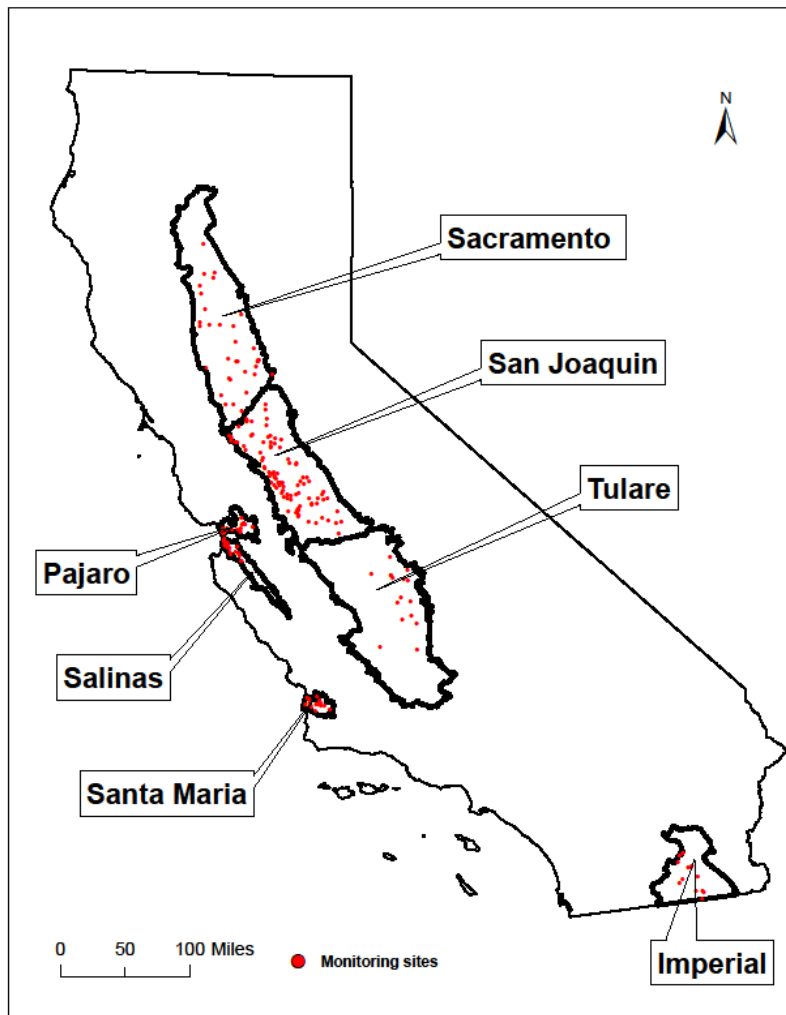 N
Sacramento
San Joaquin
Tulare
Pajaro
Salinas
Santa Maria
Imperial
0 50 100 Miles
Monitoring sites